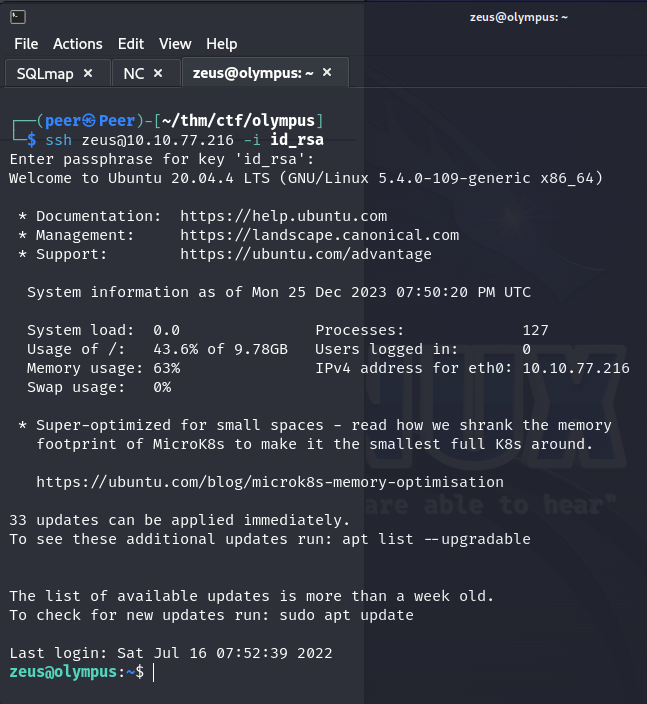 zeus@olympus: ~
File Actions Edit View Help
SQLmap × NC × zeus@olympus: ~ ×
┌──(peer㉿Peer)-[~/thm/ctf/olympus]
└─$ ssh zeus@10.10.77.216 -i id_rsa
Enter passphrase for key 'id_rsa':
Welcome to Ubuntu 20.04.4 LTS (GNU/Linux 5.4.0-109-generic x86_64)
* Documentation:  https://help.ubuntu.com
* Management:     https://landscape.canonical.com
* Support:        https://ubuntu.com/advantage
System information as of Mon 25 Dec 2023 07:50:20 PM UTC
System load:  0.0                Processes:             127
Usage of /:   43.6% of 9.78GB   Users logged in:       0
Memory usage: 63%                IPv4 address for eth0: 10.10.77.216
Swap usage:   0%
* Super-optimized for small spaces - read how we shrank the memory
footprint of MicroK8s to make it the smallest full K8s around.
https://ubuntu.com/blog/microk8s-memory-optimisation
are able to hear"
33 updates can be applied immediately.
To see these additional updates run: apt list --upgradable
The list of available updates is more than a week old.
To check for new updates run: sudo apt update
Last login: Sat Jul 16 07:52:39 2022
zeus@olympus:~$